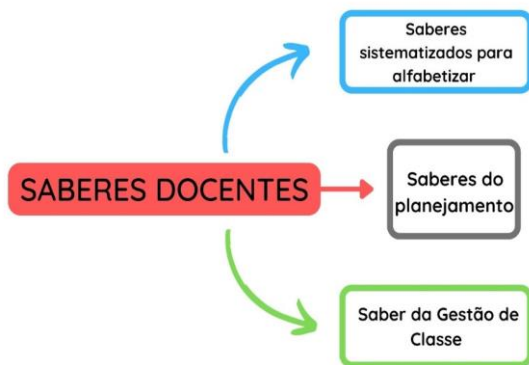 Saberes
sistematizados para
alfabetizar
SABERES DOCENTES
Saberes do
planejamento
Saber da Gestão de
Classe